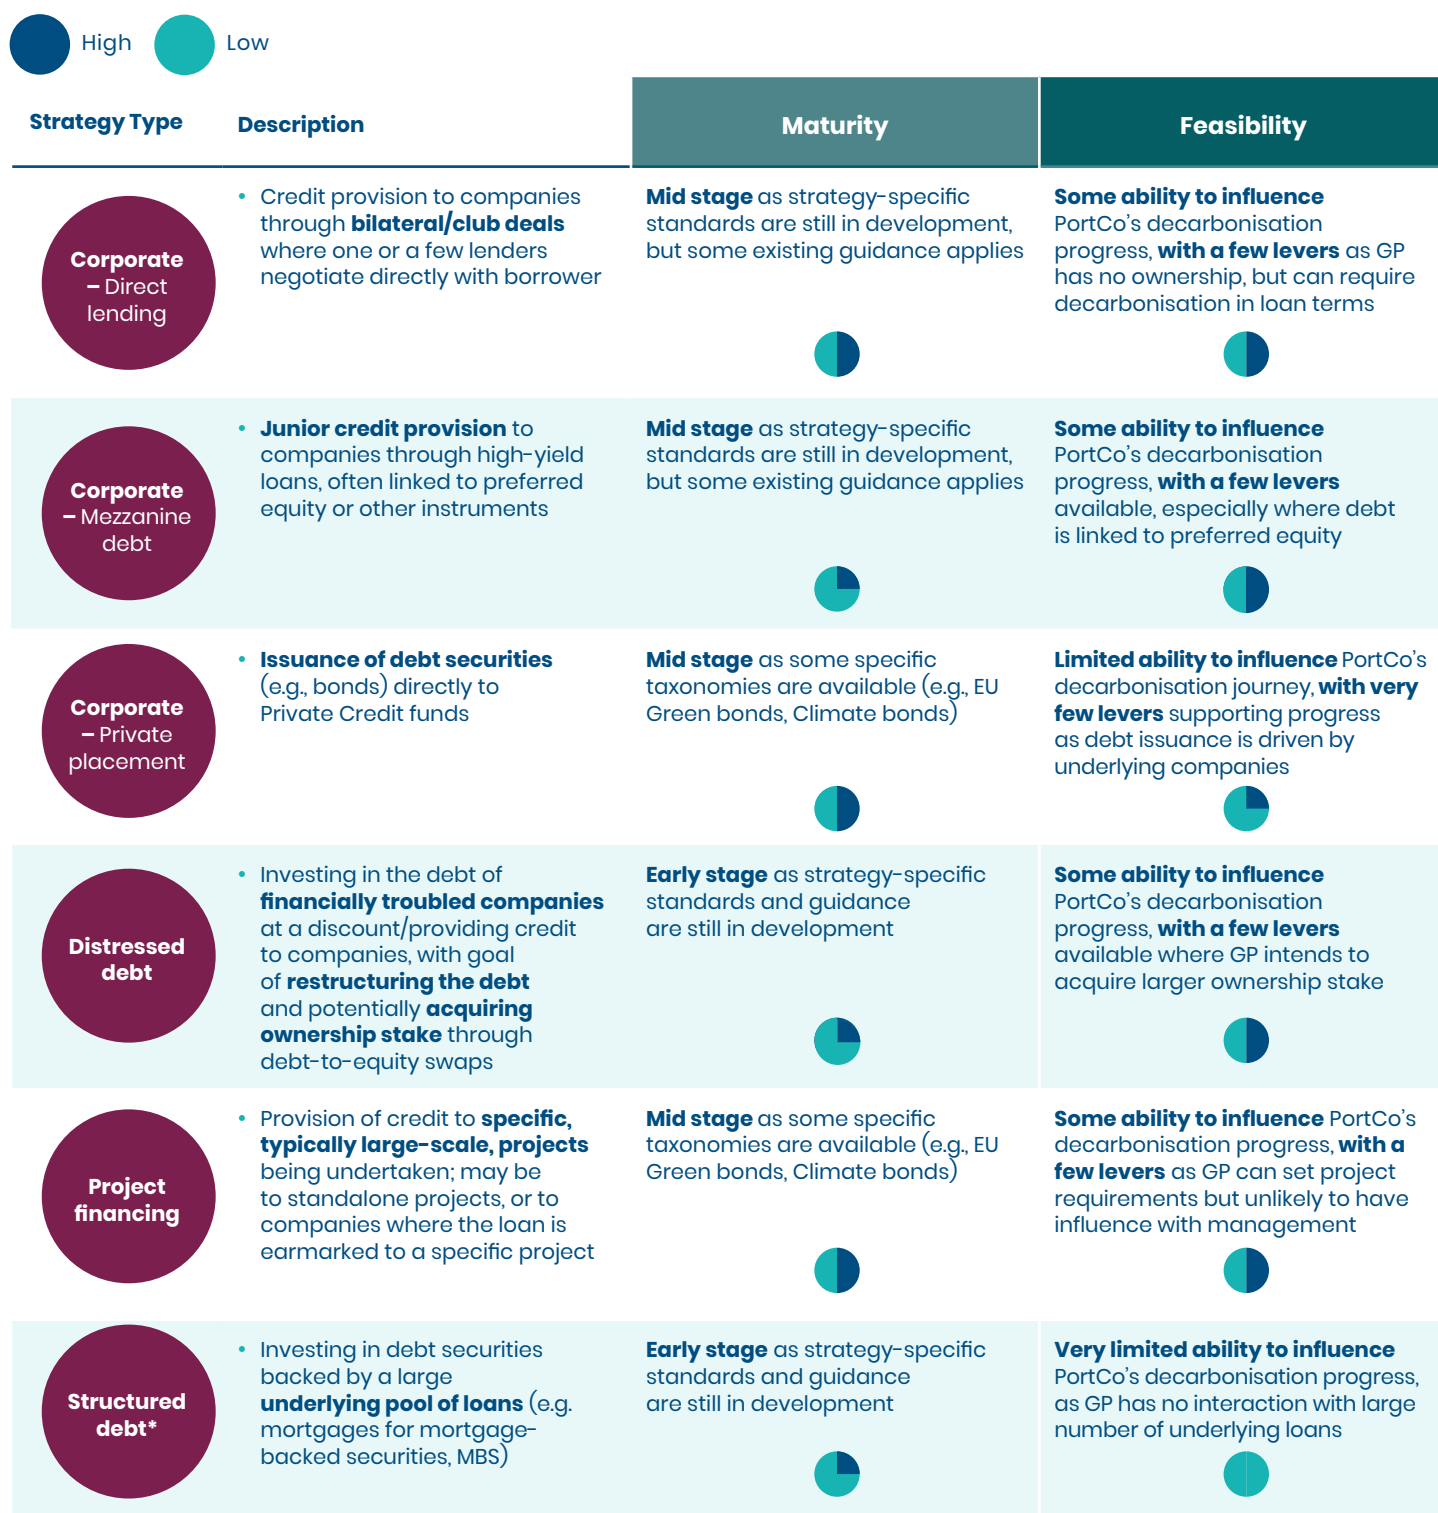 High
Low
Strategy Type
Description
Maturity
Feasibility
Corporate
– Direct
lending
• Credit provision to companies
through bilateral/club deals
where one or a few lenders
negotiate directly with borrower
Mid stage as strategy-specific
standards are still in development,
but some existing guidance applies
Some ability to influence
PortCo's decarbonisation
progress, with a few levers as GP
has no ownership, but can require
decarbonisation in loan terms
Corporate
– Mezzanine
debt
• Junior credit provision to
companies through high-yield
loans, often linked to preferred
equity or other instruments
Mid stage as strategy-specific
standards are still in development,
but some existing guidance applies
Some ability to influence
PortCo's decarbonisation
progress, with a few levers
available, especially where debt
is linked to preferred equity
Corporate
– Private
placement
• Issuance of debt securities
(e.g., bonds) directly to
Private Credit funds
Mid stage as some specific
taxonomies are available (e.g., EU
Green bonds, Climate bonds)
Limited ability to influence PortCo's
decarbonisation journey, with very
few levers supporting progress
as debt issuance is driven by
underlying companies
Distressed
debt
• Investing in the debt of
financially troubled companies
at a discount/providing credit
to companies, with goal
of restructuring the debt
and potentially acquiring
ownership stake through
debt-to-equity swaps
Early stage as strategy-specific
standards and guidance
are still in development
Some ability to influence
PortCo's decarbonisation
progress, with a few levers
available where GP intends to
acquire larger ownership stake
Project
financing
• Provision of credit to specific,
typically large-scale, projects
being undertaken; may be
to standalone projects, or to
companies where the loan is
earmarked to a specific project
Mid stage as some specific
taxonomies are available (e.g., EU
Green bonds, Climate bonds)
Some ability to influence PortCo's
decarbonisation progress, with a
few levers as GP can set project
requirements but unlikely to have
influence with management
Structured
debt*
• Investing in debt securities
backed by a large
underlying pool of loans (e.g.
mortgages for mortgage-
backed securities, MBS)
Early stage as strategy-specific
standards and guidance
are still in development
Very limited ability to influence
PortCo's decarbonisation progress,
as GP has no interaction with large
number of underlying loans